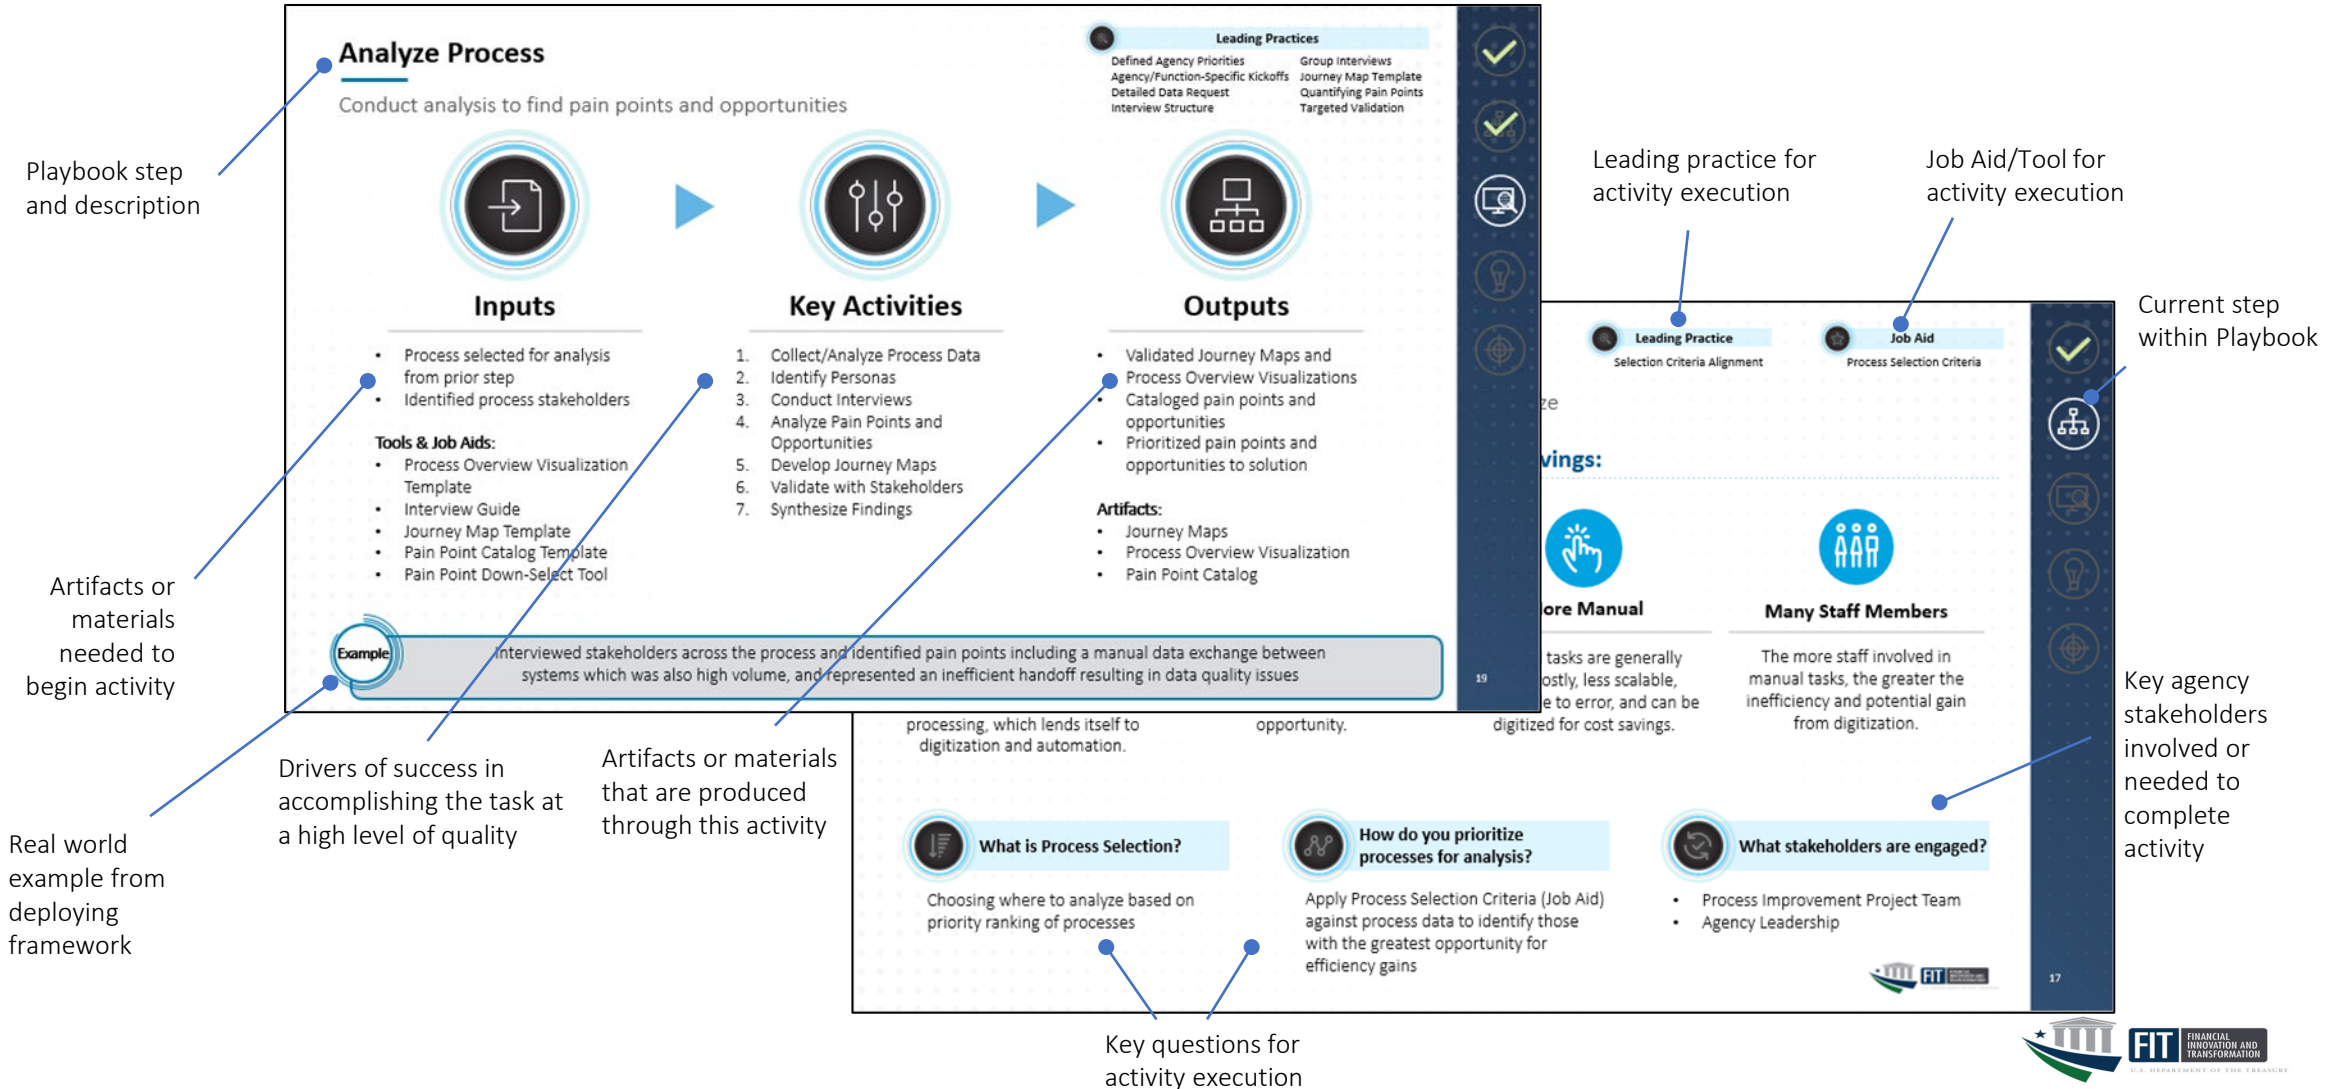 Analyze Process
Conduct analysis to find pain points and opportunities
Leading Practices
Defined Agency Priorities
Agency/Function-Specific Kickoffs
Detailed Data Request
Interview Structure
Group Interviews
Journey Map Template
Quantifying Pain Points
Targeted Validation
Inputs
• Process selected for analysis
from prior step
• Identified process stakeholders
Tools & Job Aids:
• Process Overview Visualization
Template
• Interview Guide
• Journey Map Template
• Pain Point Catalog Template
• Pain Point Down-Select Tool
Key Activities
1. Collect/Analyze Process Data
2. Identify Personas
3. Conduct Interviews
4. Analyze Pain Points and
Opportunities
5. Develop Journey Maps
6. Validate with Stakeholders
7. Synthesize Findings
Outputs
• Validated Journey Maps and
• Process Overview Visualizations
• Cataloged pain points and
opportunities
• Prioritized pain points and
opportunities to solution
Artifacts:
• Journey Maps
• Process Overview Visualization
• Pain Point Catalog
Example
Interviewed stakeholders across the process and identified pain points including a manual data exchange between
systems which was also high volume, and represented an inefficient handoff resulting in data quality issues
19
Playbook step
and description
Artifacts or
materials
needed to
begin activity
Real world
example from
deploying
framework
Drivers of success in
accomplishing the task at
a high level of quality
Artifacts or materials
that are produced
through this activity
Leading practice for
activity execution
Job Aid/Tool for
activity execution
Current step
within Playbook
Key agency
stakeholders
involved or
needed to
complete
activity
Leading Practice
Selection Criteria Alignment
Job Aid
Process Selection Criteria
ze
vings:
ore Manual
tasks are generally
ostly, less scalable,
e to error, and can be
digitized for cost savings.
Many Staff Members
The more staff involved in
manual tasks, the greater the
inefficiency and potential gain
from digitization.
processing, which lends itself to
digitization and automation.
opportunity.
What is Process Selection?
Choosing where to analyze based on
priority ranking of processes
How do you prioritize
processes for analysis?
Apply Process Selection Criteria (Job Aid)
against process data to identify those
with the greatest opportunity for
efficiency gains
What stakeholders are engaged?
• Process Improvement Project Team
• Agency Leadership
FIT
17
Key questions for
activity execution
FIT
FINANCIAL
INNOVATION AND
TRANSFORMATION
U.S. DEPARTMENT OF THE TREASURY